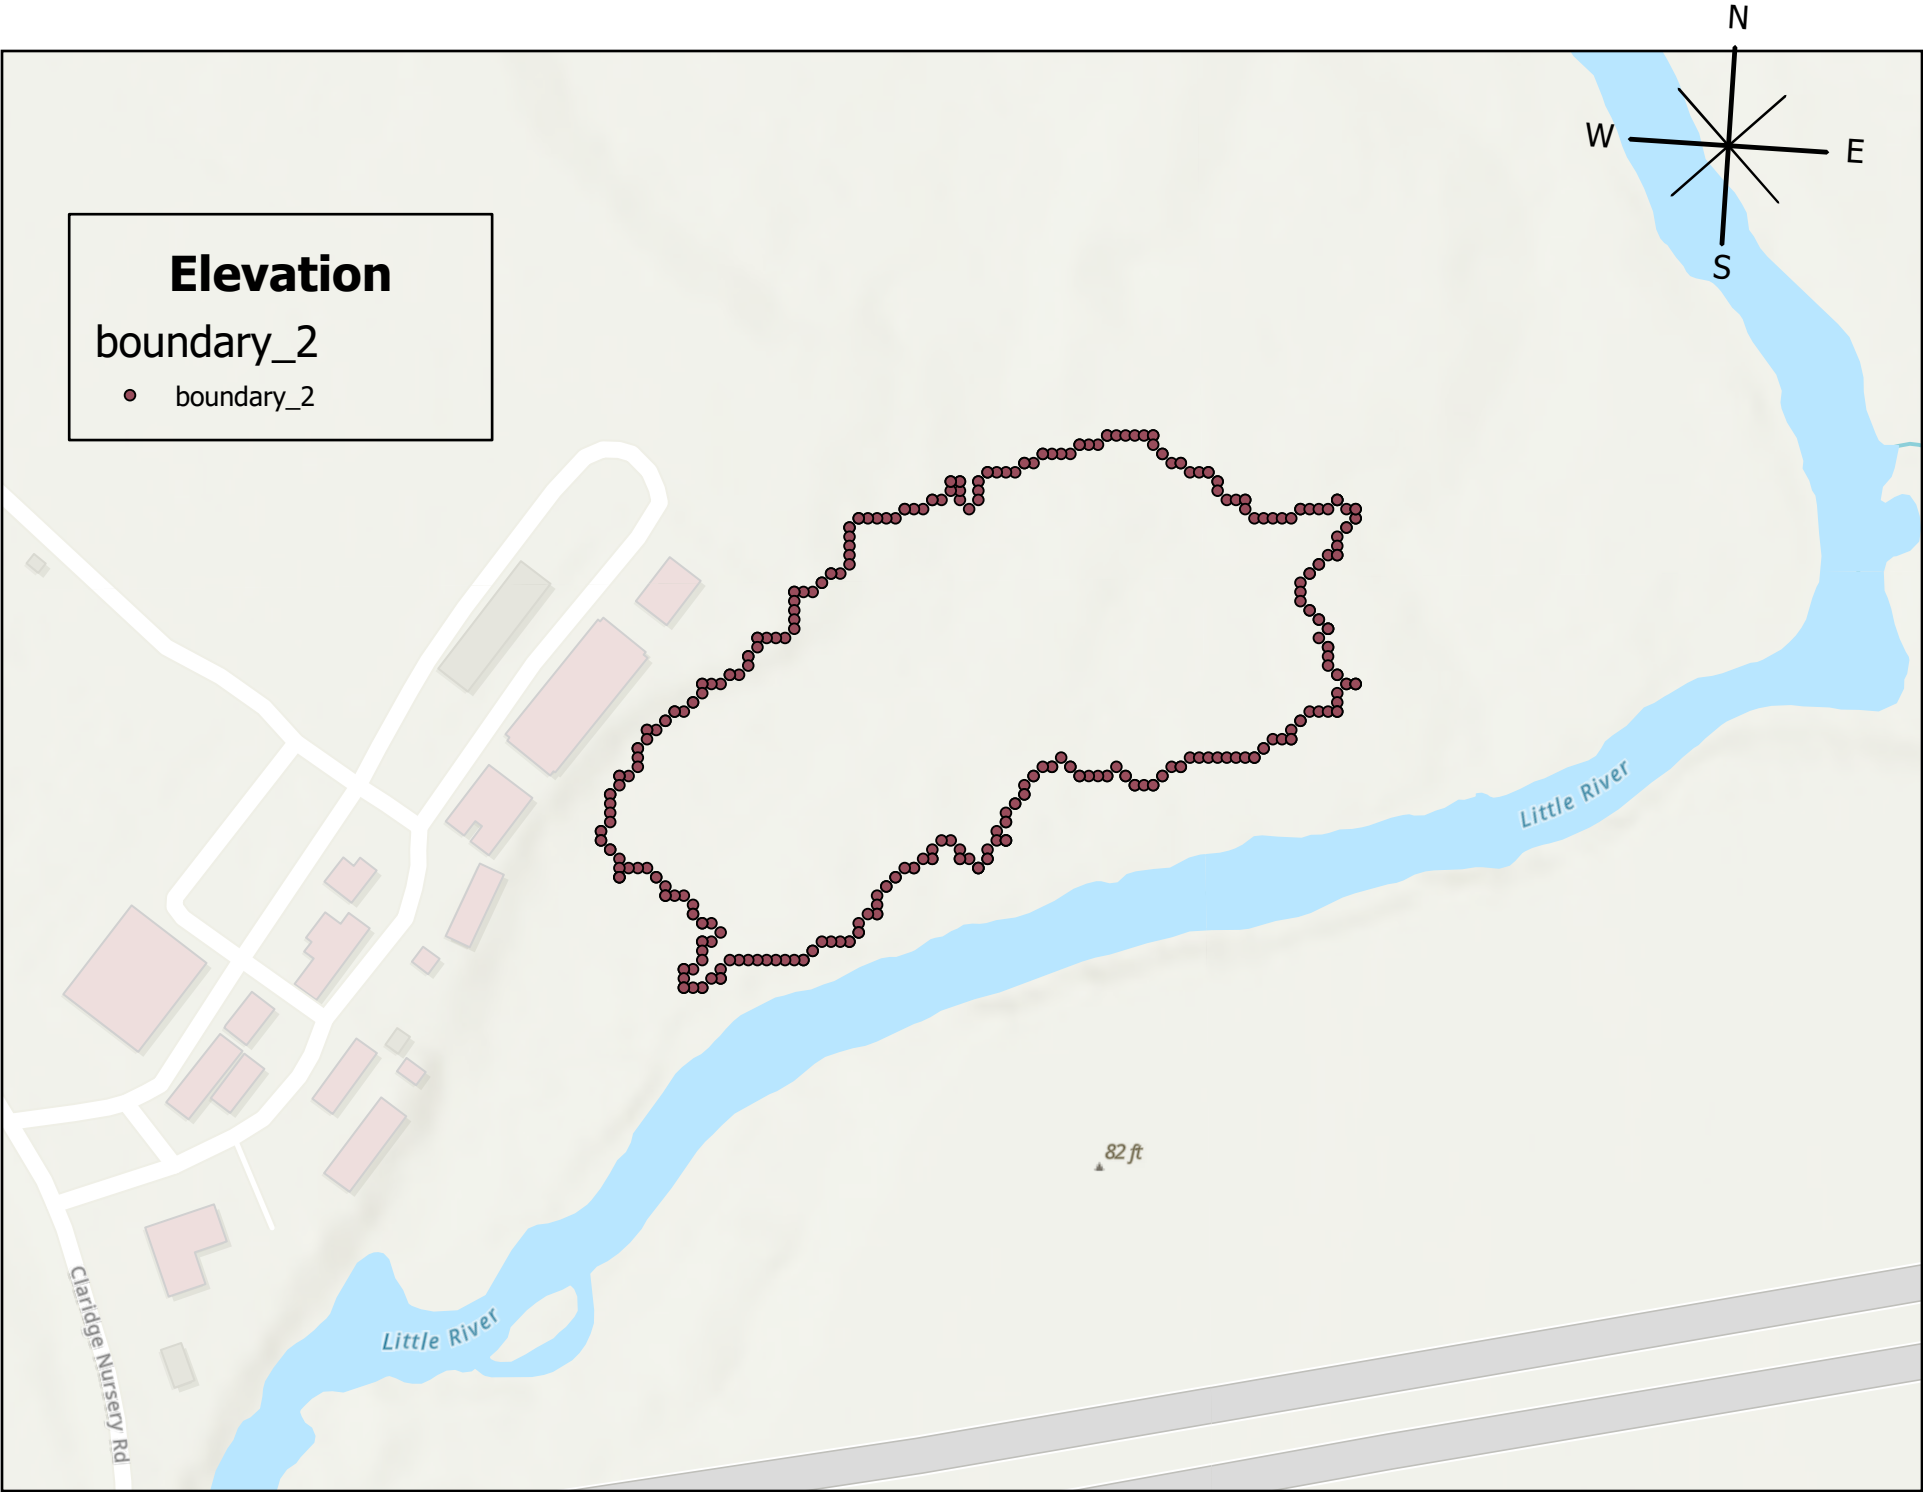 N
W
E
S
Elevation
boundary_2
boundary_2
Little River
82 ft
Little River
Claridge Nursery Rd